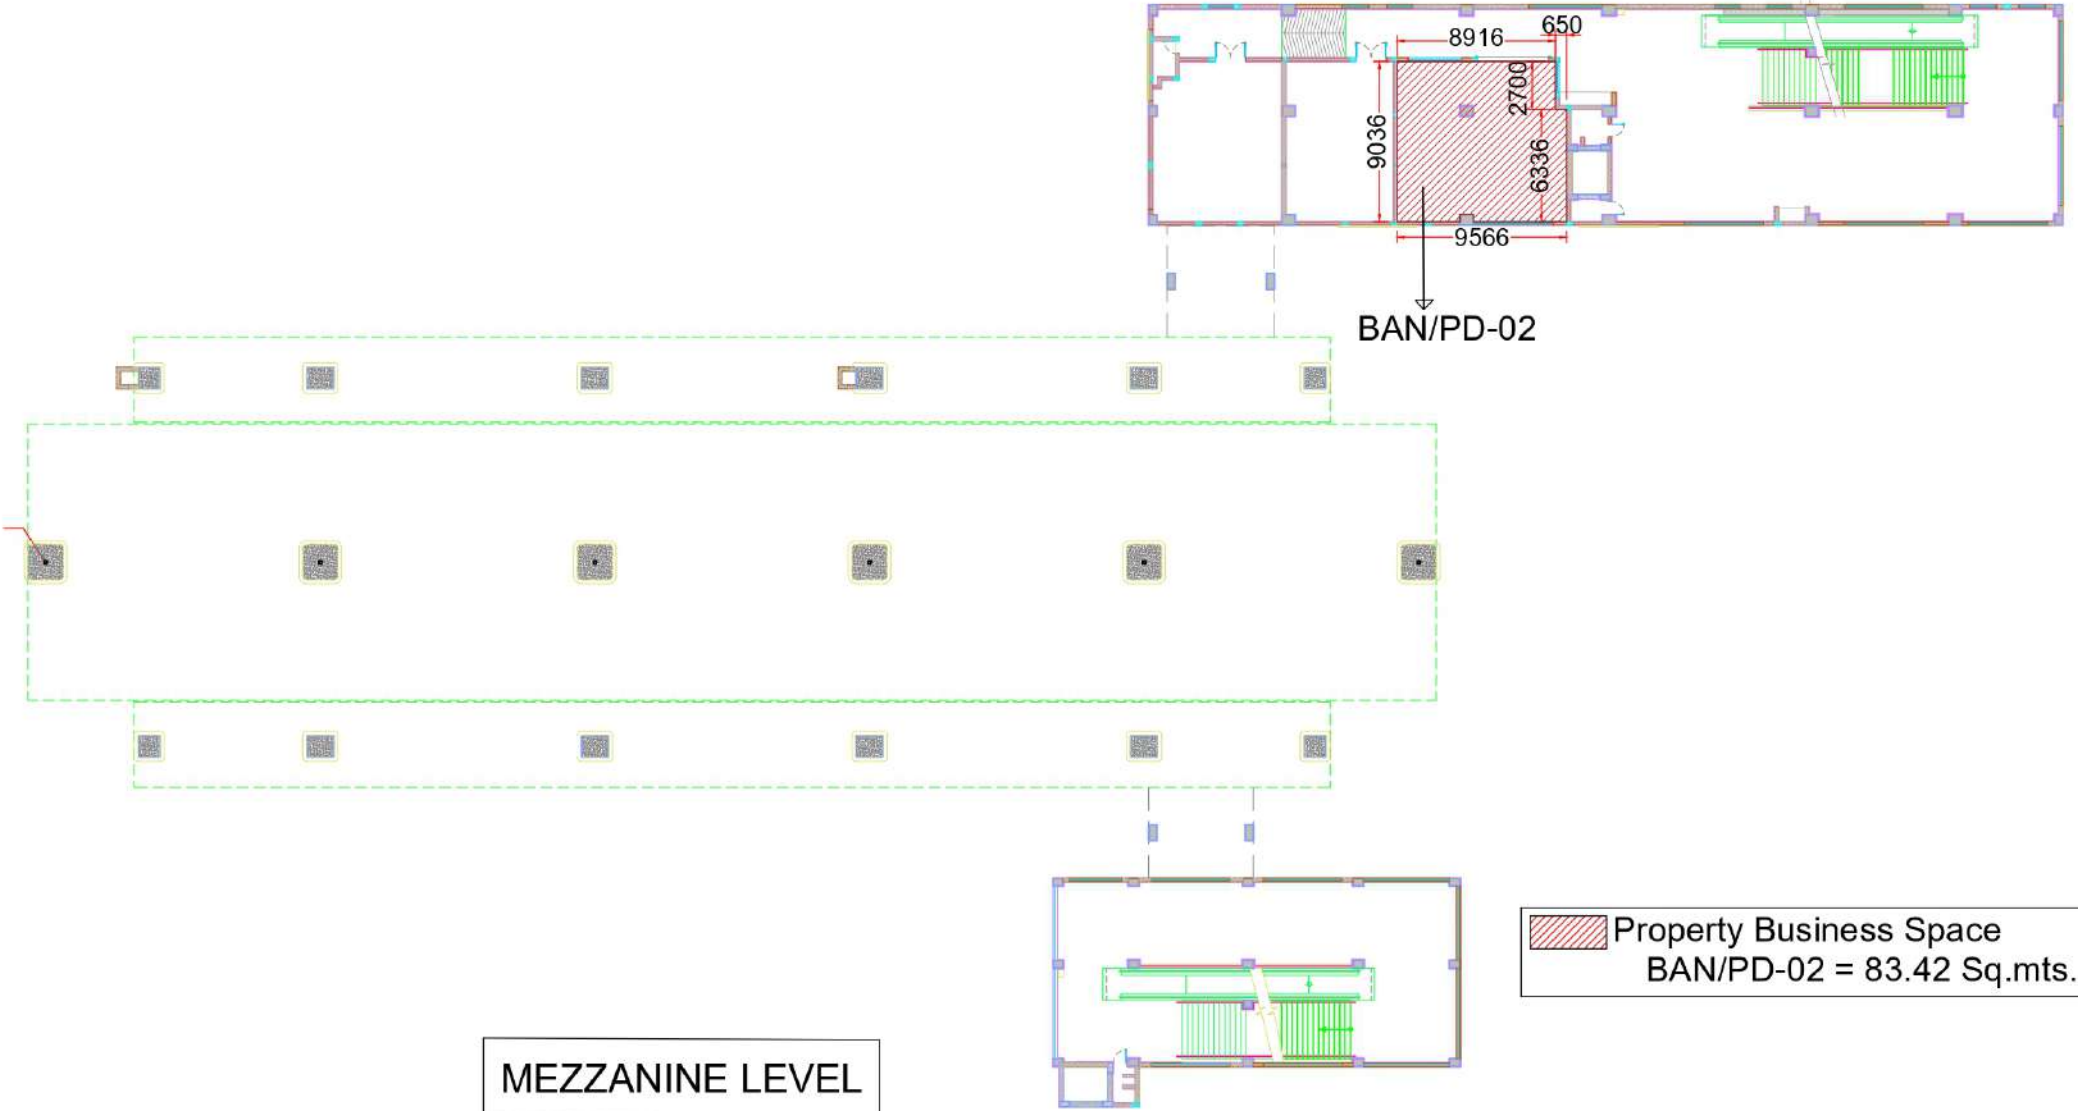 650
8916
2700
9036
6336
9566
BAN/PD-02
Property Business Space
BAN/PD-02 = 83.42 Sq.mts.
MEZZANINE LEVEL